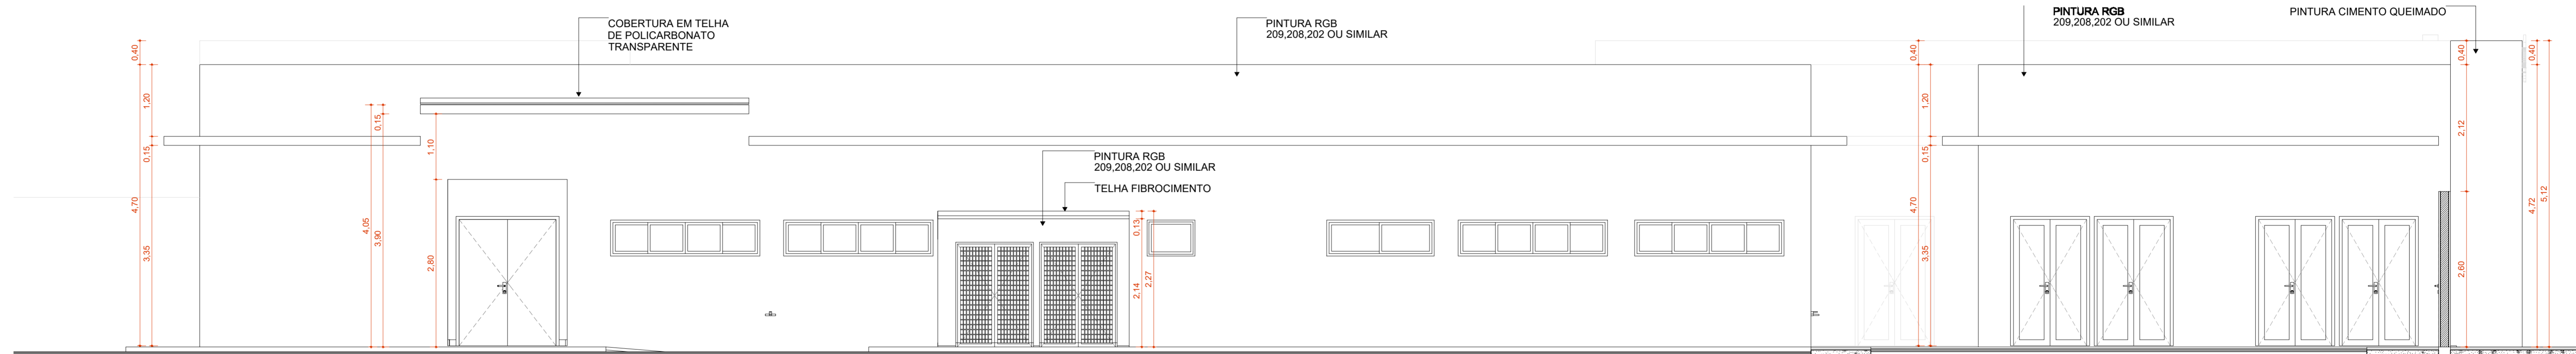 COBERTURA EM TELHA
DE POLICARBONATO
TRANSPARENTE
PINTURA RGB
209,208,202 OU SIMILAR
PINTURA RGB
209,208,202 OU SIMILAR
PINTURA CIMENTO QUEIMADO
PINTURA RGB
209,208,202 OU SIMILAR
TELHA FIBROCIMENTO
0,40
4,70
1,20
0,15
3,35
4,05
0,15
3,90
1,10
2,80
0,13
2,14
2,27
0,40
4,70
1,20
0,15
3,35
0,40
2,12
2,60
0,40
4,72
5,12